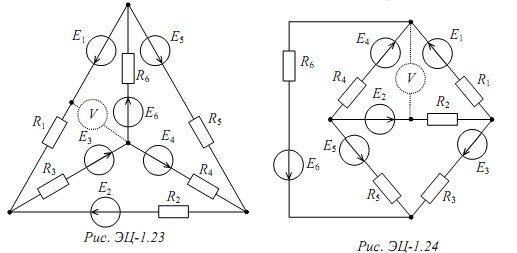 E1
E5
R6
R1
V
E6
R5
E3
E4
R3
E2
R2
R4
Рис. ЭЦ-1.23
E4
E1
R6
V
R4
R1
E2
R2
E5
E3
E6
R5
R3
Рис. ЭЦ-1.24